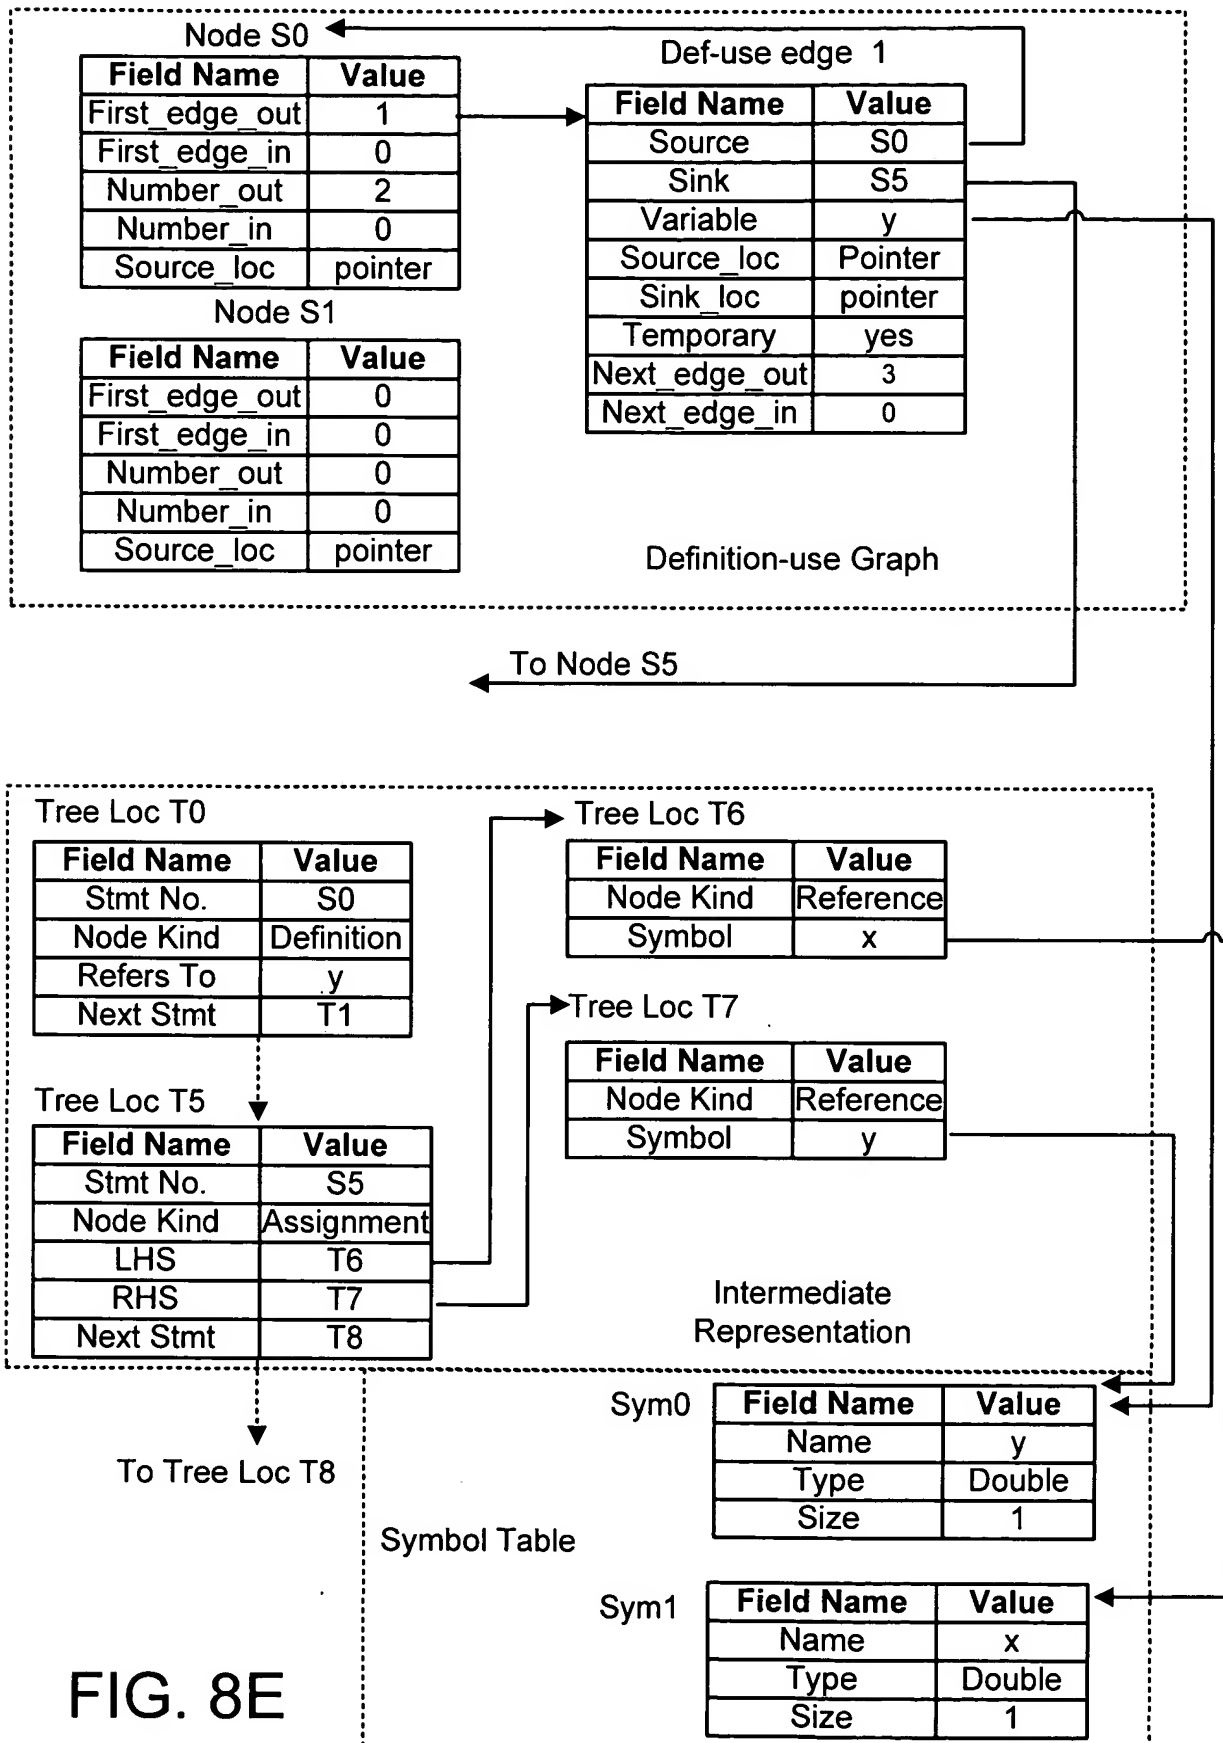 Node S0
Field Name Value
First_edge_out 1
First_edge_in 0
Number_out 2
Number_in 0
Source_loc pointer
Node S1
Field Name Value
First_edge_out 0
First_edge_in 0
Number_out 0
Number_in 0
Source_loc pointer
Def-use edge 1
Field Name Value
Source S0
Sink S5
Variable y
Source_loc Pointer
Sink_loc pointer
Temporary yes
Next_edge_out 3
Next_edge_in 0
Definition-use Graph
To Node S5
Tree Loc T0
Field Name Value
Stmt No. S0
Node Kind Definition
Refers To y
Next Stmt T1
Tree Loc T5
Field Name Value
Stmt No. S5
Node Kind Assignment
LHS T6
RHS T7
Next Stmt T8
Tree Loc T6
Field Name Value
Node Kind Reference
Symbol x
Tree Loc T7
Field Name Value
Node Kind Reference
Symbol y
Intermediate
Representation
To Tree Loc T8
Symbol Table
Sym0
Field Name Value
Name y
Type Double
Size 1
Sym1
Field Name Value
Name x
Type Double
Size 1
FIG. 8E